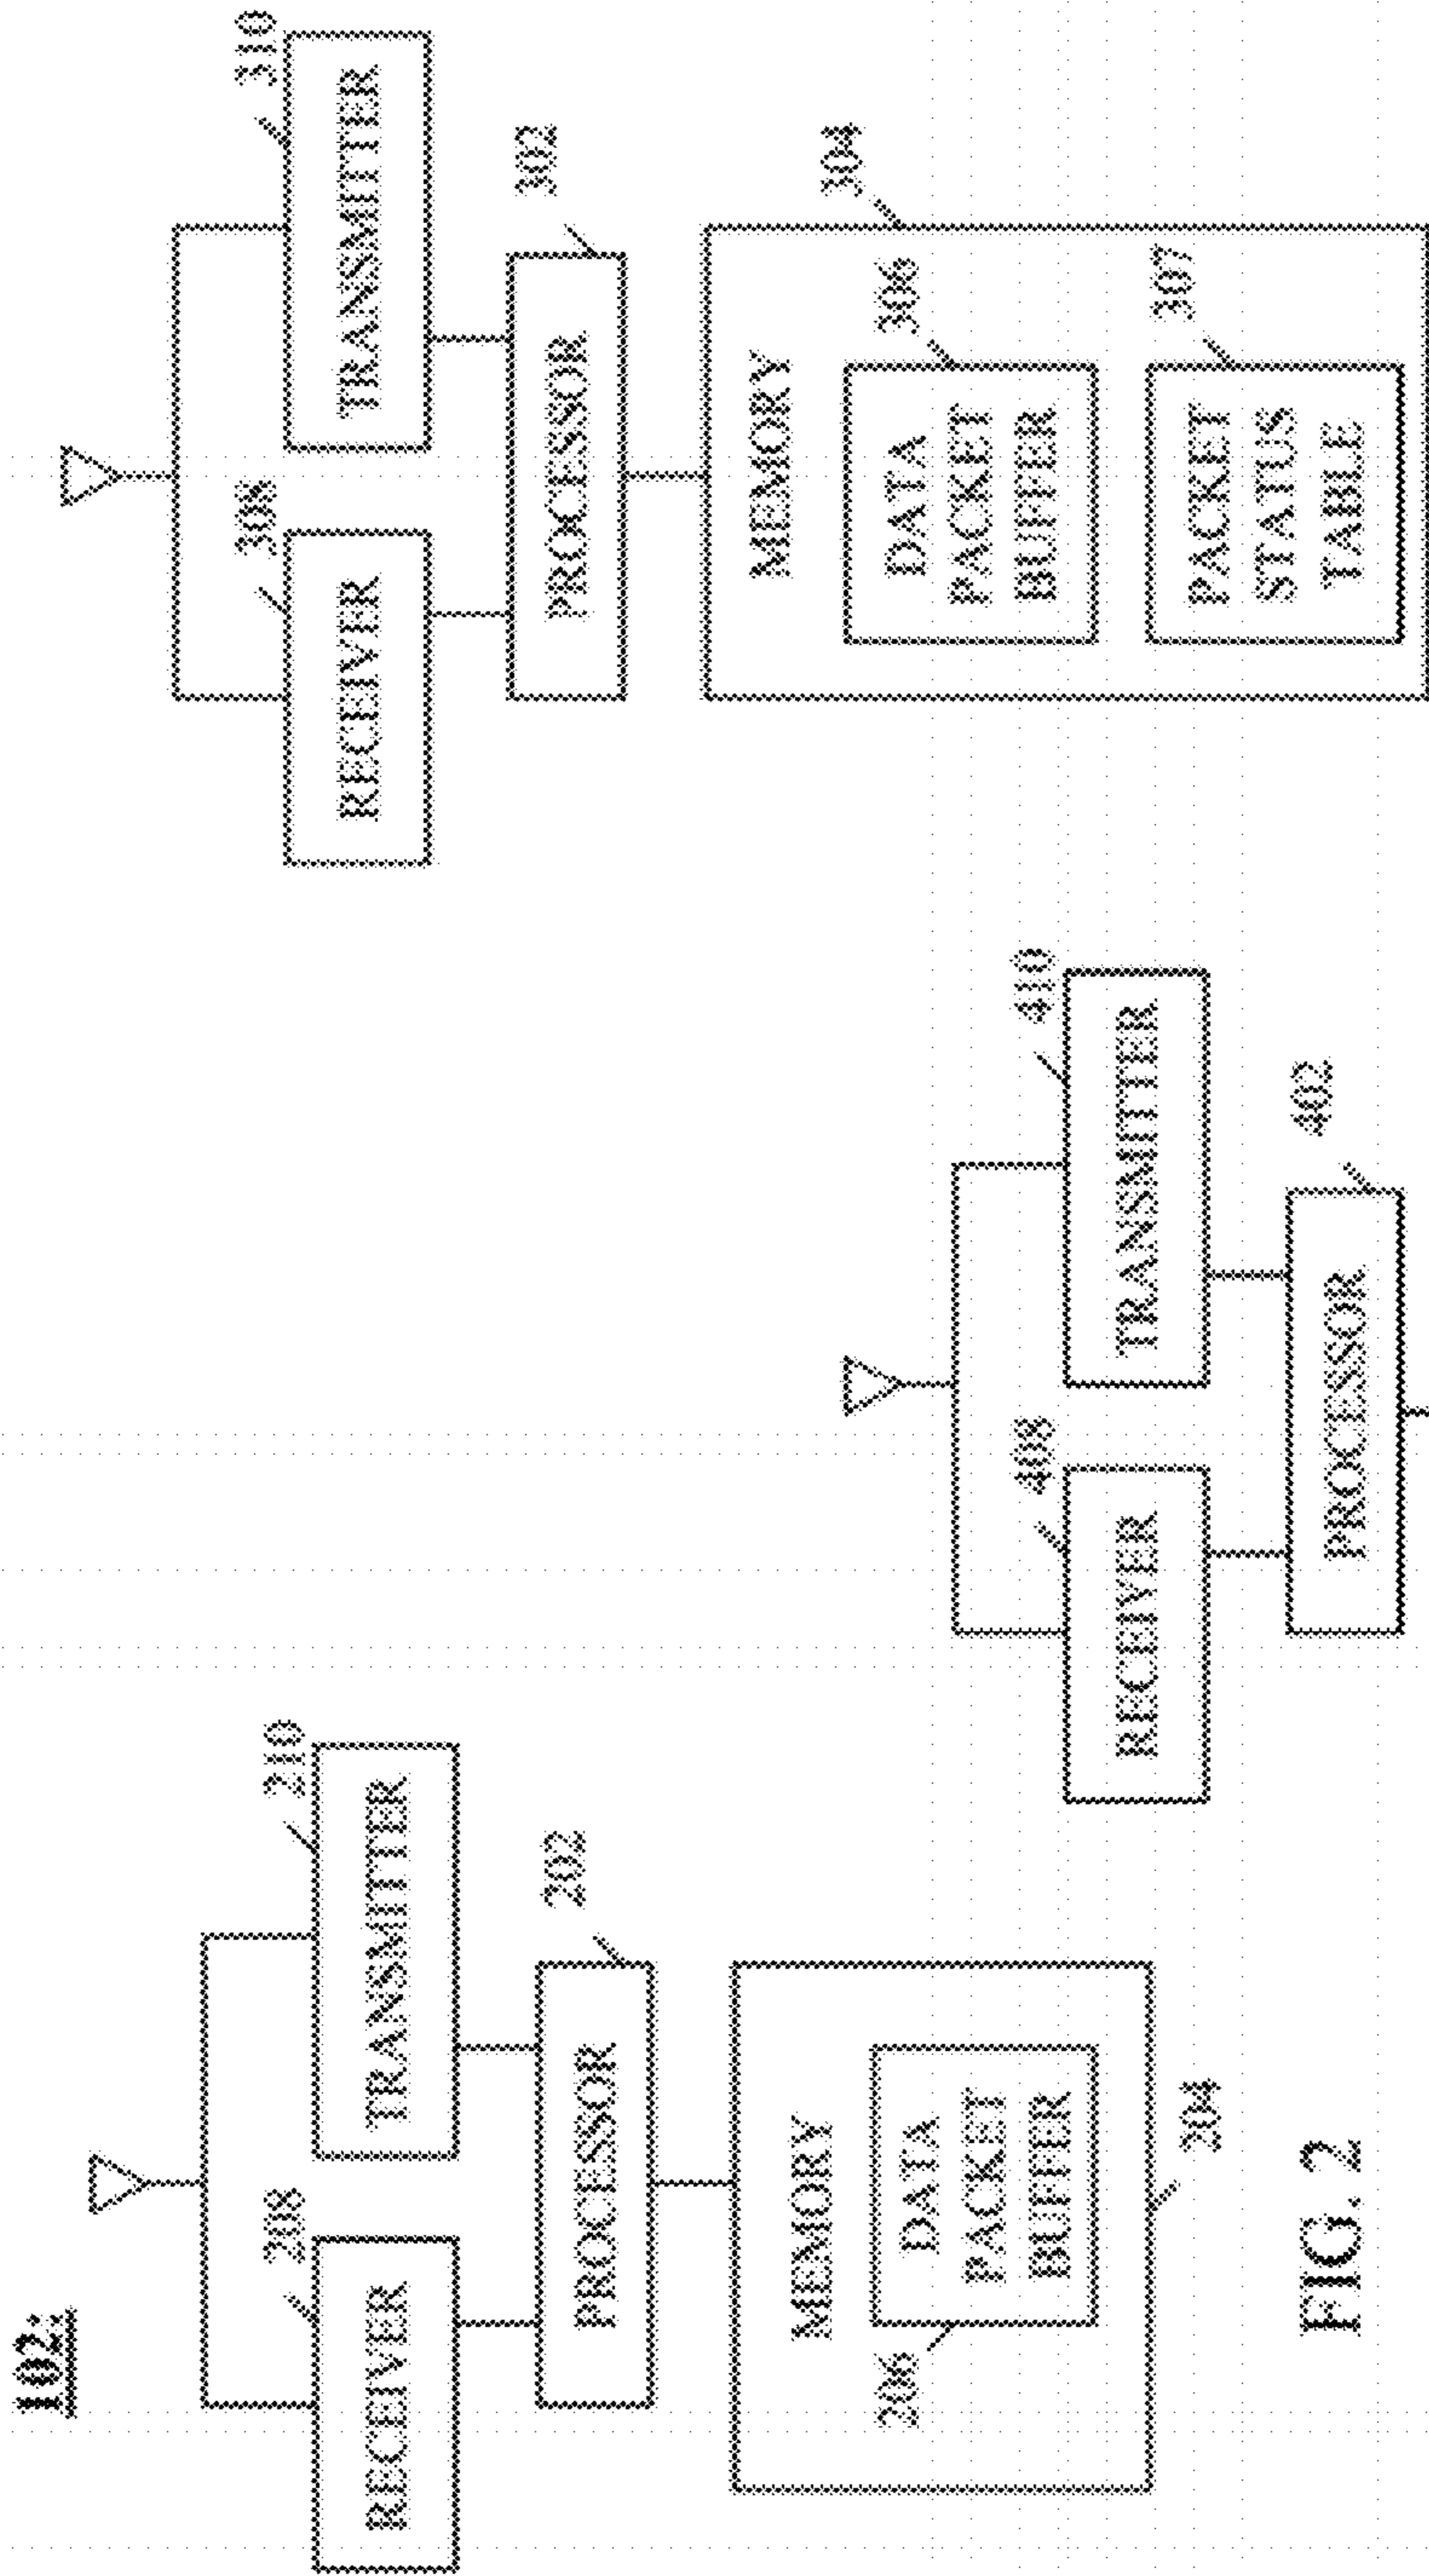 102:
208
210
RECEIVER
TRANSMITTER
202
PROCESSOR
MEMORY
206
DATA
PACKET
BUFFER
204
FIG. 2
408
410
RECEIVER
TRANSMITTER
402
PROCESSOR
308
310
RECEIVER
TRANSMITTER
302
PROCESSOR
304
MEMORY
306
DATA
PACKET
BUFFER
307
PACKET
STATUS
TABLE